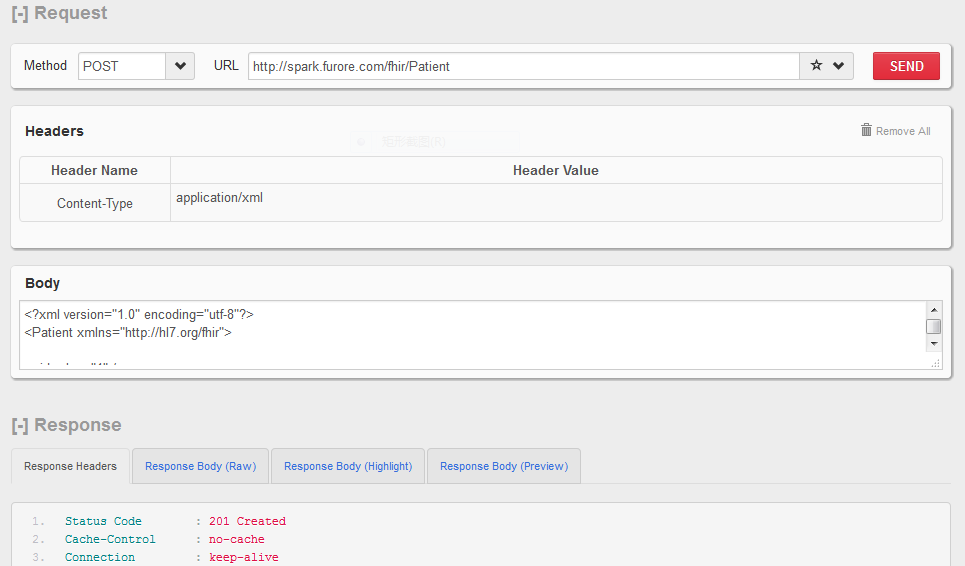 [-] Request
Method POST URL http://spark.furore.com/fhir/Patient SEND
Headers Remove All
矩形截图(R)
Header Name Header Value
Content-Type application/xml
Body
<?xml version="1.0" encoding="utf-8"?>
<Patient xmlns="http://hl7.org/fhir">
[-] Response
Response Headers Response Body (Raw) Response Body (Highlight) Response Body (Preview)
1. Status Code : 201 Created
2. Cache-Control : no-cache
3. Connection : keep-alive